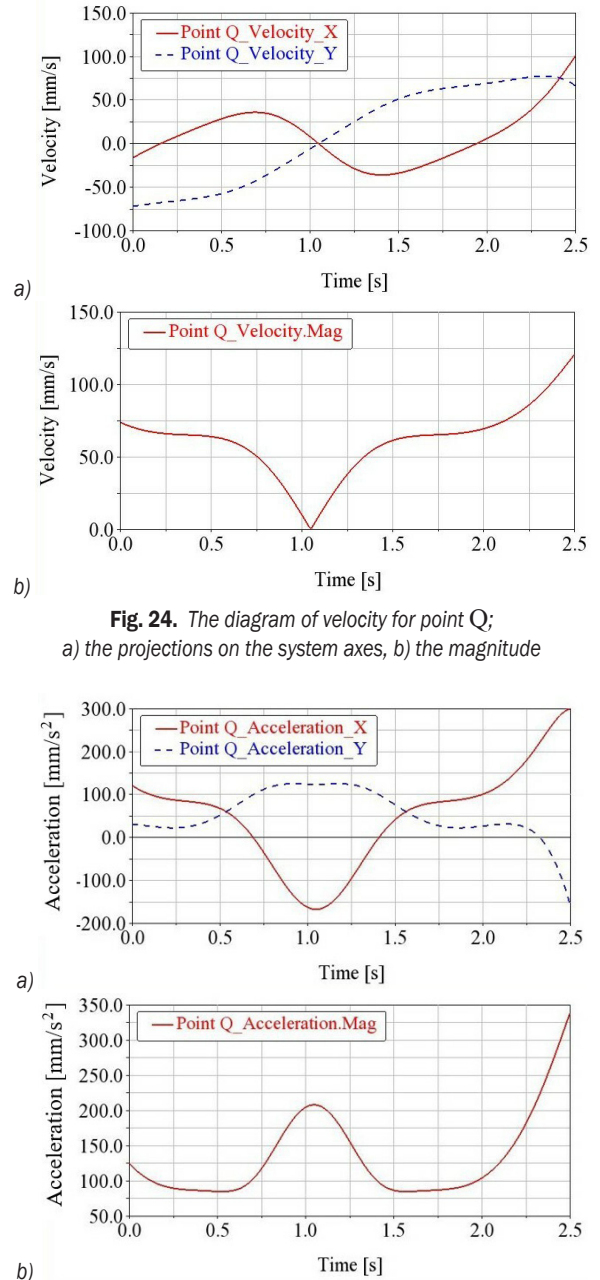 150.0
Point Q_Velocity_X
Point Q_Velocity_Y
100.0
50.0
0.0
-50.0
-100.0
Velocity [mm/s]
0.0 0.5 1.0 1.5 2.0 2.5
Time [s]
a)
150.0
Point Q_Velocity.Mag
100.0
50.0
0.0
Velocity [mm/s]
0.0 0.5 1.0 1.5 2.0 2.5
Time [s]
b)
Fig. 24. The diagram of velocity for point Q;
a) the projections on the system axes, b) the magnitude
300.0
Point Q_Acceleration_X
Point Q_Acceleration_Y
200.0
100.0
0.0
-100.0
-200.0
Acceleration [mm/s²]
0.0 0.5 1.0 1.5 2.0 2.5
Time [s]
a)
350.0
Point Q_Acceleration.Mag
300.0
250.0
200.0
150.0
100.0
50.0
Acceleration [mm/s²]
0.0 0.5 1.0 1.5 2.0 2.5
Time [s]
b)